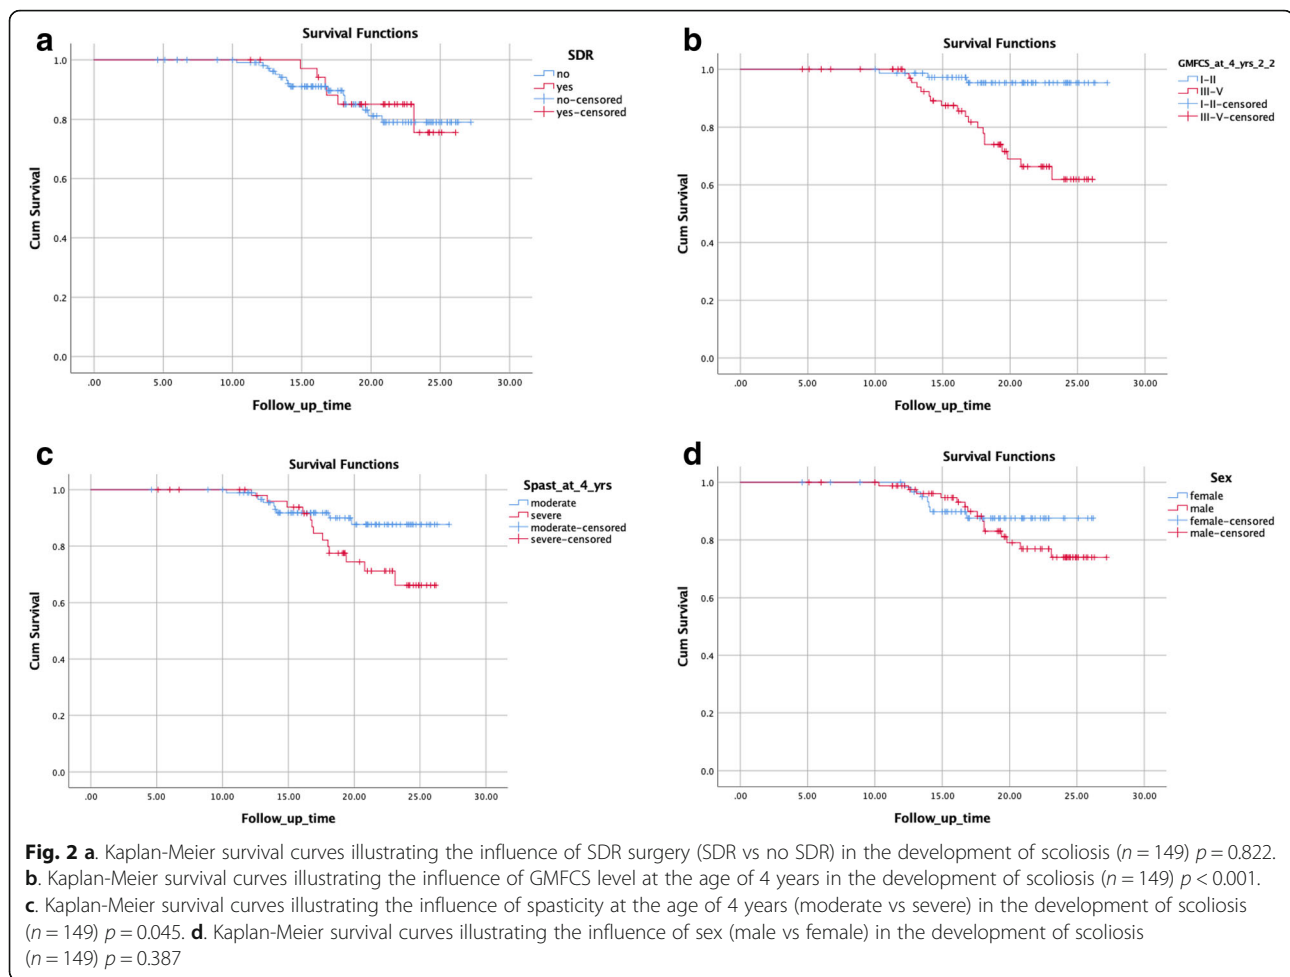 a
Survival Functions
SDR
no
yes
no-censored
yes-censored
1.0
0.8
0.6
0.4
0.2
0.0
Cum Survival
.00 5.00 10.00 15.00 20.00 25.00 30.00
Follow_up_time
b
Survival Functions
GMFCS_at_4_yrs_2_2
I-II
III-V
I-II-censored
III-V-censored
1.0
0.8
0.6
0.4
0.2
0.0
Cum Survival
.00 5.00 10.00 15.00 20.00 25.00 30.00
Follow_up_time
c
Survival Functions
Spast_at_4_yrs
moderate
severe
moderate-censored
severe-censored
1.0
0.8
0.6
0.4
0.2
0.0
Cum Survival
.00 5.00 10.00 15.00 20.00 25.00 30.00
Follow_up_time
d
Survival Functions
Sex
female
male
female-censored
male-censored
1.0
0.8
0.6
0.4
0.2
0.0
Cum Survival
.00 5.00 10.00 15.00 20.00 25.00 30.00
Follow_up_time
Fig. 2 a. Kaplan-Meier survival curves illustrating the influence of SDR surgery (SDR vs no SDR) in the development of scoliosis (n = 149) p = 0.822.
b. Kaplan-Meier survival curves illustrating the influence of GMFCS level at the age of 4 years in the development of scoliosis (n = 149) p < 0.001.
c. Kaplan-Meier survival curves illustrating the influence of spasticity at the age of 4 years (moderate vs severe) in the development of scoliosis
(n = 149) p = 0.045. d. Kaplan-Meier survival curves illustrating the influence of sex (male vs female) in the development of scoliosis
(n = 149) p = 0.387